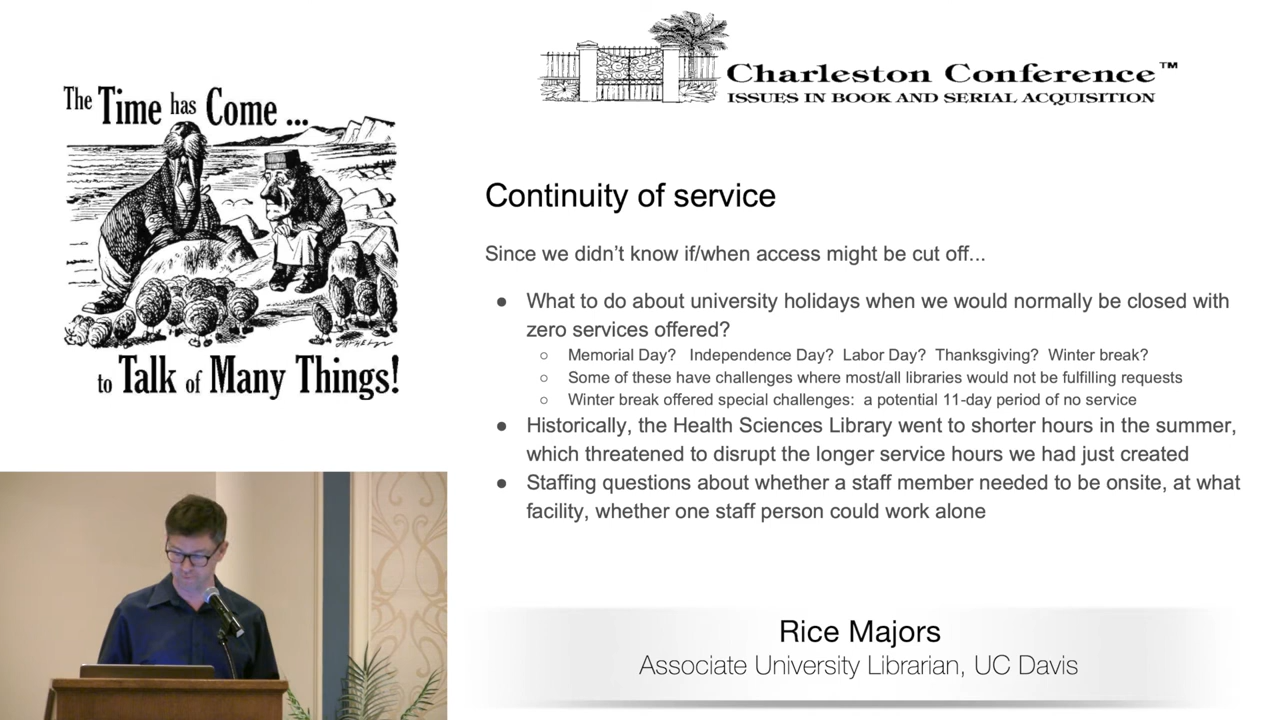 The Time has Come ...
to Talk of Many Things!
Charleston Conference™
ISSUES IN BOOK AND SERIAL ACQUISITION
Continuity of service
Since we didn’t know if/when access might be cut off...
● What to do about university holidays when we would normally be closed with
zero services offered?
○ Memorial Day? Independence Day? Labor Day? Thanksgiving? Winter break?
○ Some of these have challenges where most/all libraries would not be fulfilling requests
○ Winter break offered special challenges: a potential 11-day period of no service
● Historically, the Health Sciences Library went to shorter hours in the summer,
which threatened to disrupt the longer service hours we had just created
● Staffing questions about whether a staff member needed to be onsite, at what
facility, whether one staff person could work alone
Rice Majors
Associate University Librarian, UC Davis